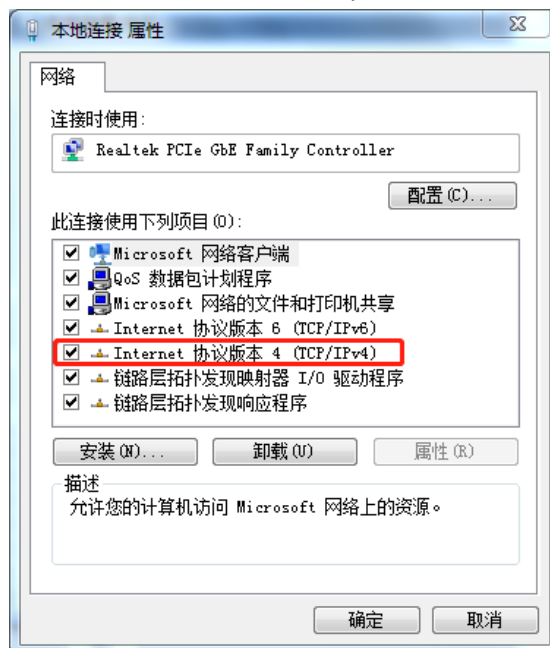 本地连接 属性
网络
连接时使用:
Realtek PCIe GbE Family Controller
配置(C)...
此连接使用下列项目(O):
Microsoft 网络客户端
QoS 数据包计划程序
Microsoft 网络的文件和打印机共享
Internet 协议版本 6 (TCP/IPv6)
Internet 协议版本 4 (TCP/IPv4)
链路层拓扑发现映射器 I/O 驱动程序
链路层拓扑发现响应程序
安装(N)... 卸载(U) 属性(R)
描述
允许您的计算机访问 Microsoft 网络上的资源。
确定 取消